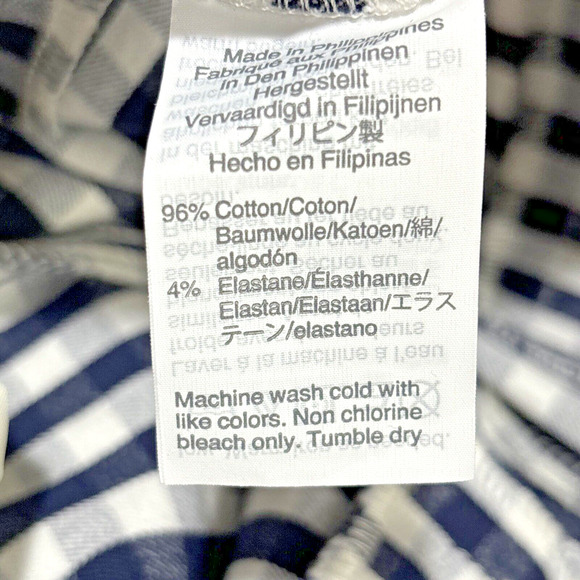 Made in Philippines
Fabriqué aux Philippines
In Den Philippinen
Hergestellt
Vervaardigd in Filipijnen
フィリピン製
Hecho en Filipinas
96% Cotton/Coton/
Baumwolle/Katoen/綿/
algodón
4% Elastane/Élasthanne/
Elastan/Elastaan/エラス
テーン/elastano
Machine wash cold with
like colors. Non chlorine
bleach only. Tumble dry